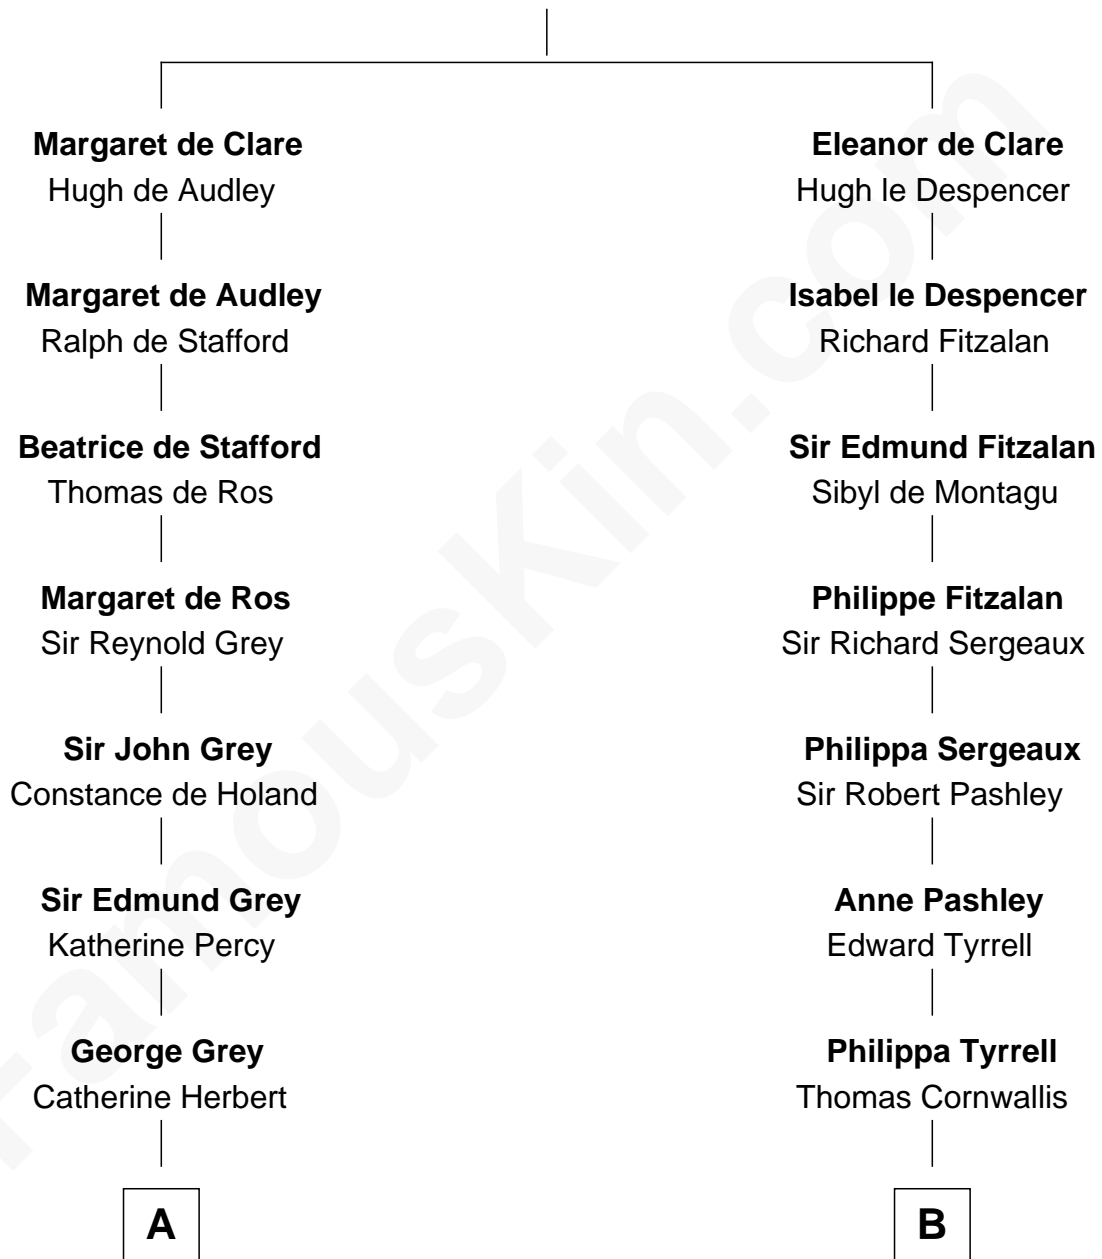 Margaret de Clare
Hugh de Audley
Margaret de Audley
Ralph de Stafford
Beatrice de Stafford
Thomas de Ros
Margaret de Ros
Sir Reynold Grey
Sir John Grey
Constance de Holand
Sir Edmund Grey
Katherine Percy
George Grey
Catherine Herbert
A
Eleanor de Clare
Hugh le Despencer
Isabel le Despencer
Richard Fitzalan
Sir Edmund Fitzalan
Sibyl de Montagu
Philippe Fitzalan
Sir Richard Sergeaux
Philippa Sergeaux
Sir Robert Pashley
Anne Pashley
Edward Tyrrell
Philippa Tyrrell
Thomas Cornwallis
B
FamousKin.com